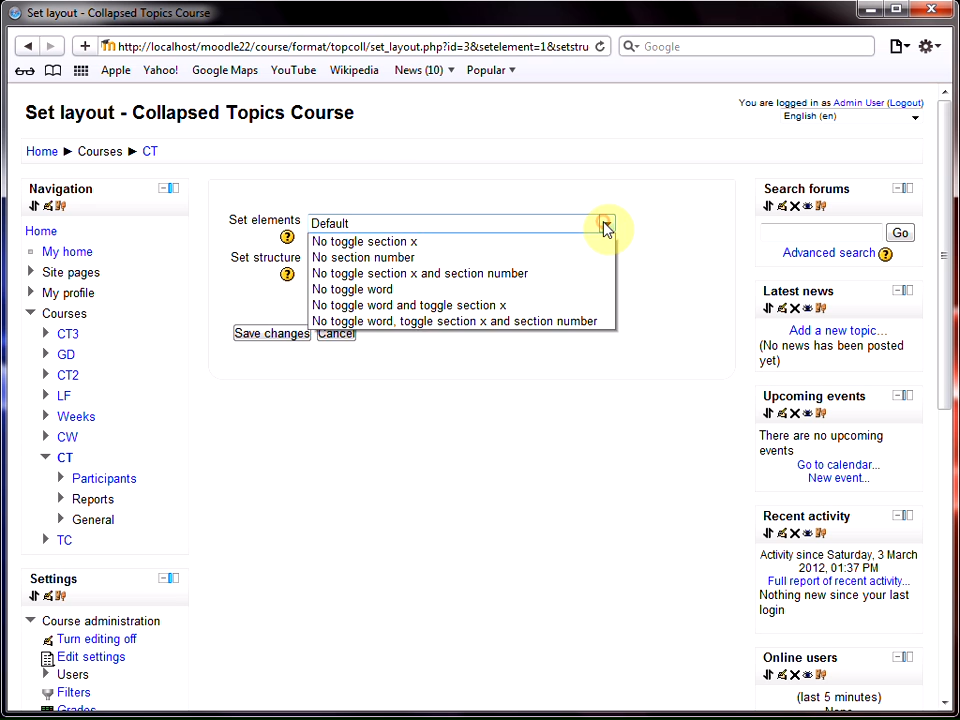 Set layout - Collapsed Topics Course
http://localhost/moodle22/course/format/topcoll/set_layout.php?id=3&setelement=1&setstru
Google
Apple Yahoo! Google Maps YouTube Wikipedia News (10) Popular
Set layout - Collapsed Topics Course
You are logged in as Admin User (Logout)
English (en)
Home ► Courses ► CT
Navigation
Home
My home
Site pages
My profile
Courses
CT3
GD
CT2
LF
Weeks
CW
CT
Participants
Reports
General
TC
Settings
Course administration
Turn editing off
Edit settings
Users
Filters
Grades
Set elements
Default
No toggle section x
No section number
No toggle section x and section number
No toggle word
No toggle word and toggle section x
No toggle word, toggle section x and section number
Set structure
Save changes Cancel
Search forums
Go
Advanced search
Latest news
Add a new topic...
(No news has been posted
yet)
Upcoming events
There are no upcoming
events
Go to calendar...
New event...
Recent activity
Activity since Saturday, 3 March
2012, 01:37 PM
Full report of recent activity...
Nothing new since your last
login
Online users
(last 5 minutes)
None